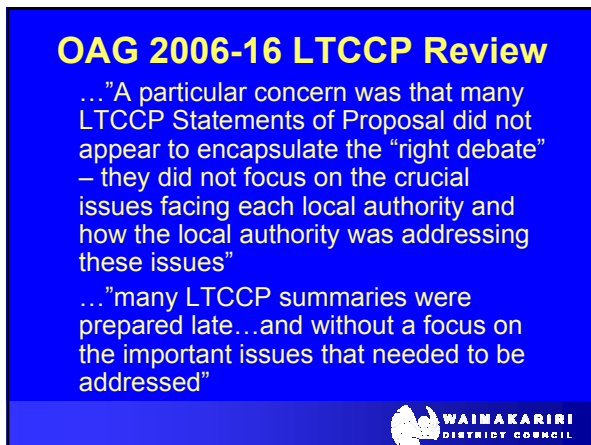 OAG 2006-16 LTCCP Review
…"A particular concern was that many
LTCCP Statements of Proposal did not
appear to encapsulate the “right debate”
– they did not focus on the crucial
issues facing each local authority and
how the local authority was addressing
these issues”
…”many LTCCP summaries were
prepared late…and without a focus on
the important issues that needed to be
addressed”
WAIMAKARIRI
DISTRICT COUNCIL